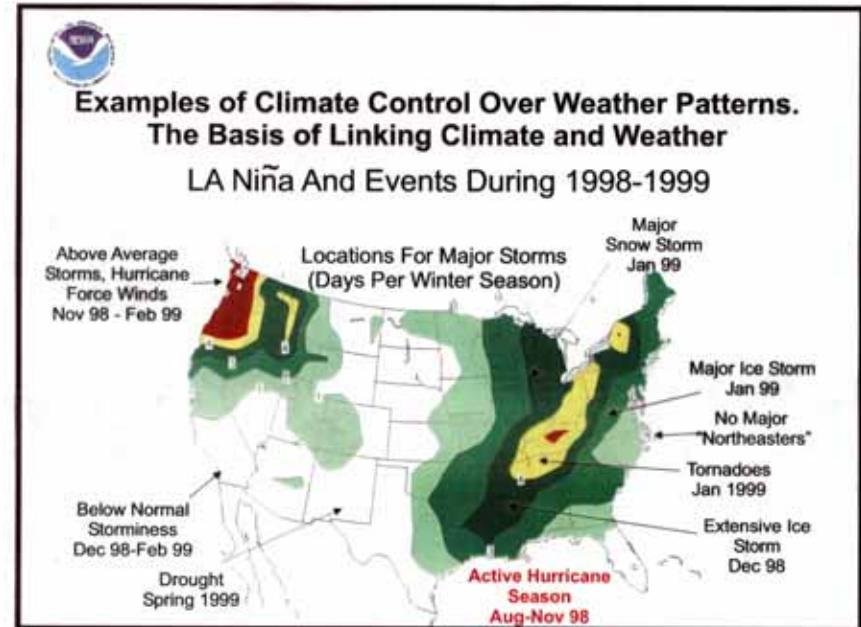 NOAA
Examples of Climate Control Over Weather Patterns.
The Basis of Linking Climate and Weather
LA Niña And Events During 1998-1999
Above Average
Storms, Hurricane
Force Winds
Nov 98 - Feb 99
Locations For Major Storms
(Days Per Winter Season)
Major
Snow Storm
Jan 99
Major Ice Storm
Jan 99
No Major
"Northeasters"
Tornadoes
Jan 1999
Extensive Ice
Storm
Dec 98
Below Normal
Storminess
Dec 98-Feb 99
Drought
Spring 1999
Active Hurricane
Season
Aug-Nov 98